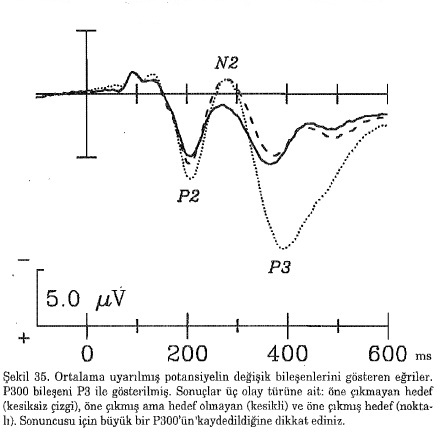 N2
P2
P3
−
5.0 μV
+
0 200 400 600 ms
Şekil 35. Ortalama uyarılmış potansiyelin değişik bileşenlerini gösteren eğriler.
P300 bileşeni P3 ile gösterilmiş. Sonuçlar üç olay türüne ait: öne çıkmayan hedef
(kesiksiz çizgi), öne çıkmış ama hedef olmayan (kesikli) ve öne çıkmış hedef (nokta-
lı). Sonuncusu için büyük bir P300'ün kaydedildiğine dikkat ediniz.